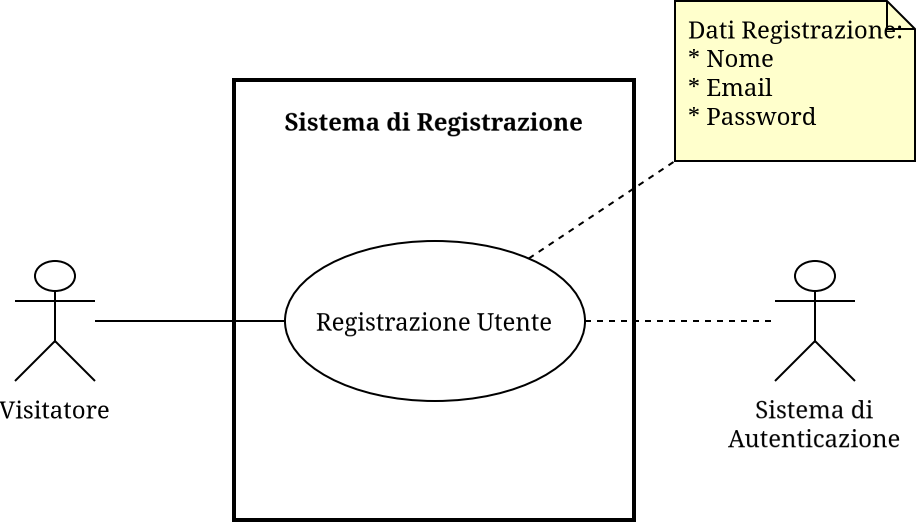 Dati Registrazione:
* Nome
* Email
* Password
Sistema di Registrazione
Registrazione Utente
Visitatore
Sistema di
Autenticazione